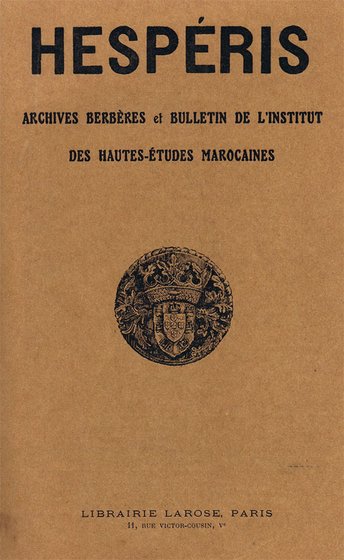 HESPÉRIS
ARCHIVES BERBÈRES et BULLETIN DE L'INSTITUT
DES HAUTES-ÉTUDES MAROCAINES
LIBRAIRIE LAROSE, PARIS
11, RUE VICTOR-COUSIN, Vᵉ